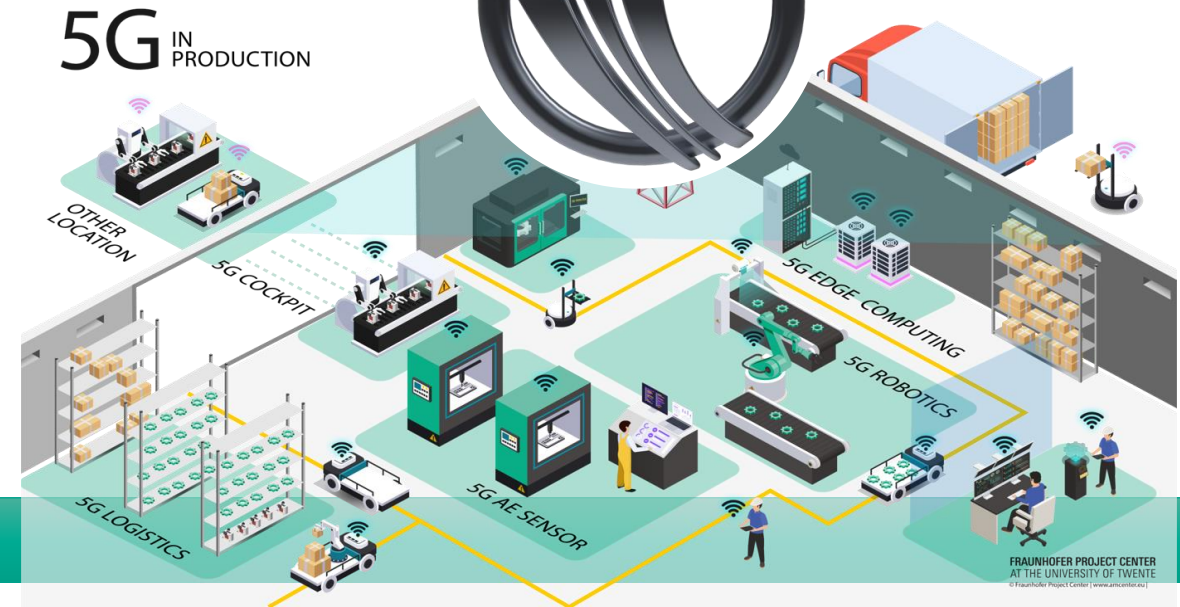 5G IN
PRODUCTION
OTHER
LOCATION
5G COCKPIT
5G EDGE COMPUTING
5G ROBOTICS
5G AE SENSOR
5G LOGISTICS
FRAUNHOFER PROJECT CENTER
AT THE UNIVERSITY OF TWENTE
© Fraunhofer Project Center | www.amcenter.eu |